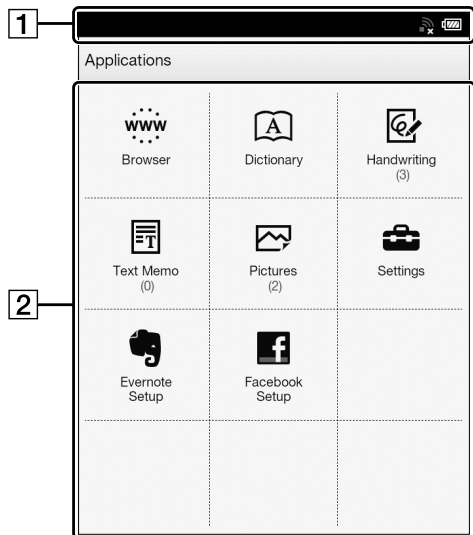 1
Applications
www
Browser
A
Dictionary
Handwriting
(3)
T
Text Memo
(0)
Pictures
(2)
Settings
2
Evernote
Setup
f
Facebook
Setup